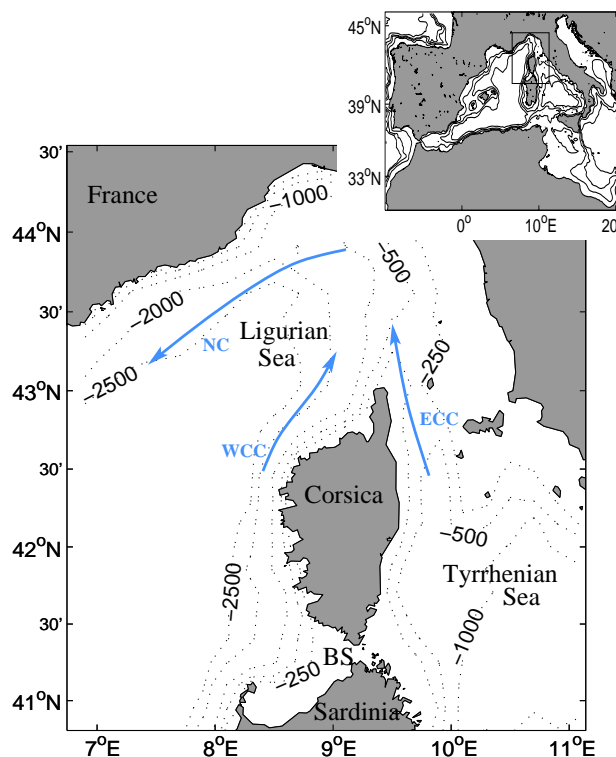 45°N
39°N
33°N
0°
10°E
20
30'
France
−1000
44°N
−500
−2000
30'
Ligurian
Sea
NC
−250
−2500
43°N
ECC
WCC
30'
Corsica
−500
42°N
Tyrrhenian
Sea
−2500
30'
BS
−1000
−250
41°N
Sardinia
7°E
8°E
9°E
10°E
11°E